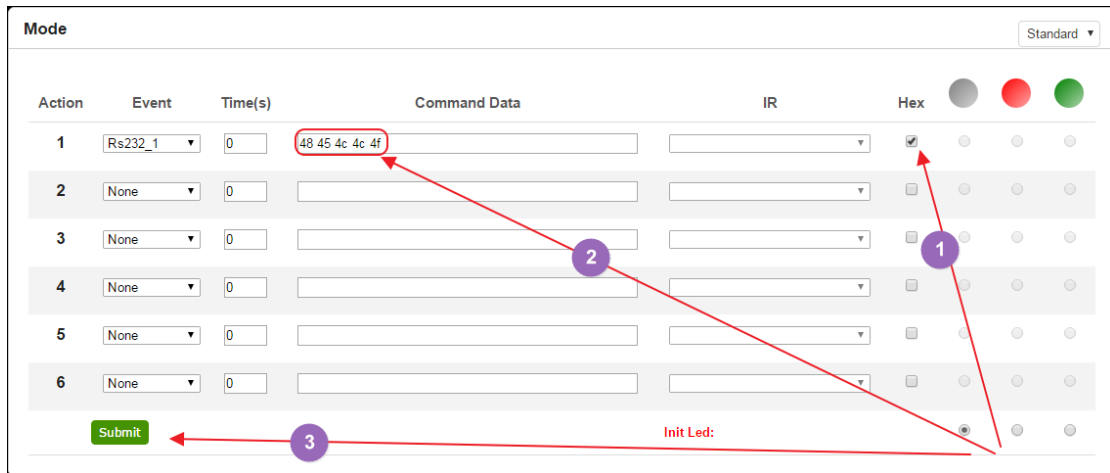 Mode
Standard
Action Event Time(s) Command Data IR Hex
1 Rs232_1 0 48 45 4c 4c 4f
2 None 0
3 None 0
1
2
4 None 0
5 None 0
6 None 0
Submit
3
Init Led: